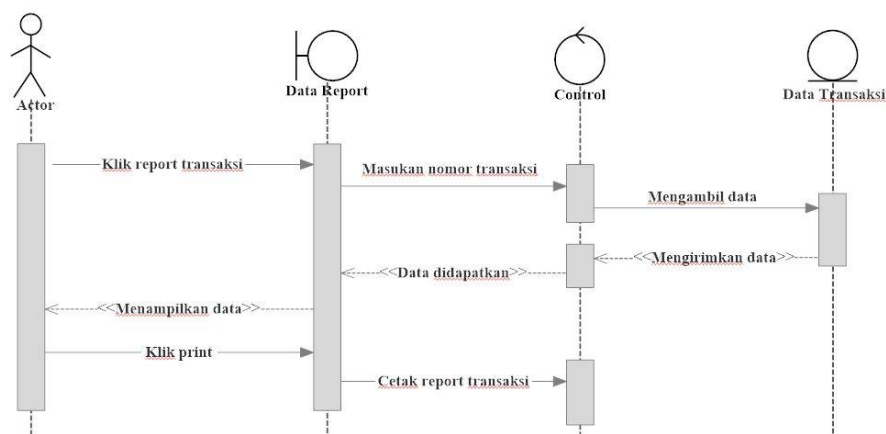 Actor
Data Report
Control
Data Transaksi
Klik report transaksi
Masukan nomor transaksi
Mengambil data
<<Mengirimkan data>>
<<Data didapatkan>>
<<Menampilkan data>>
Klik print
Cetak report transaksi